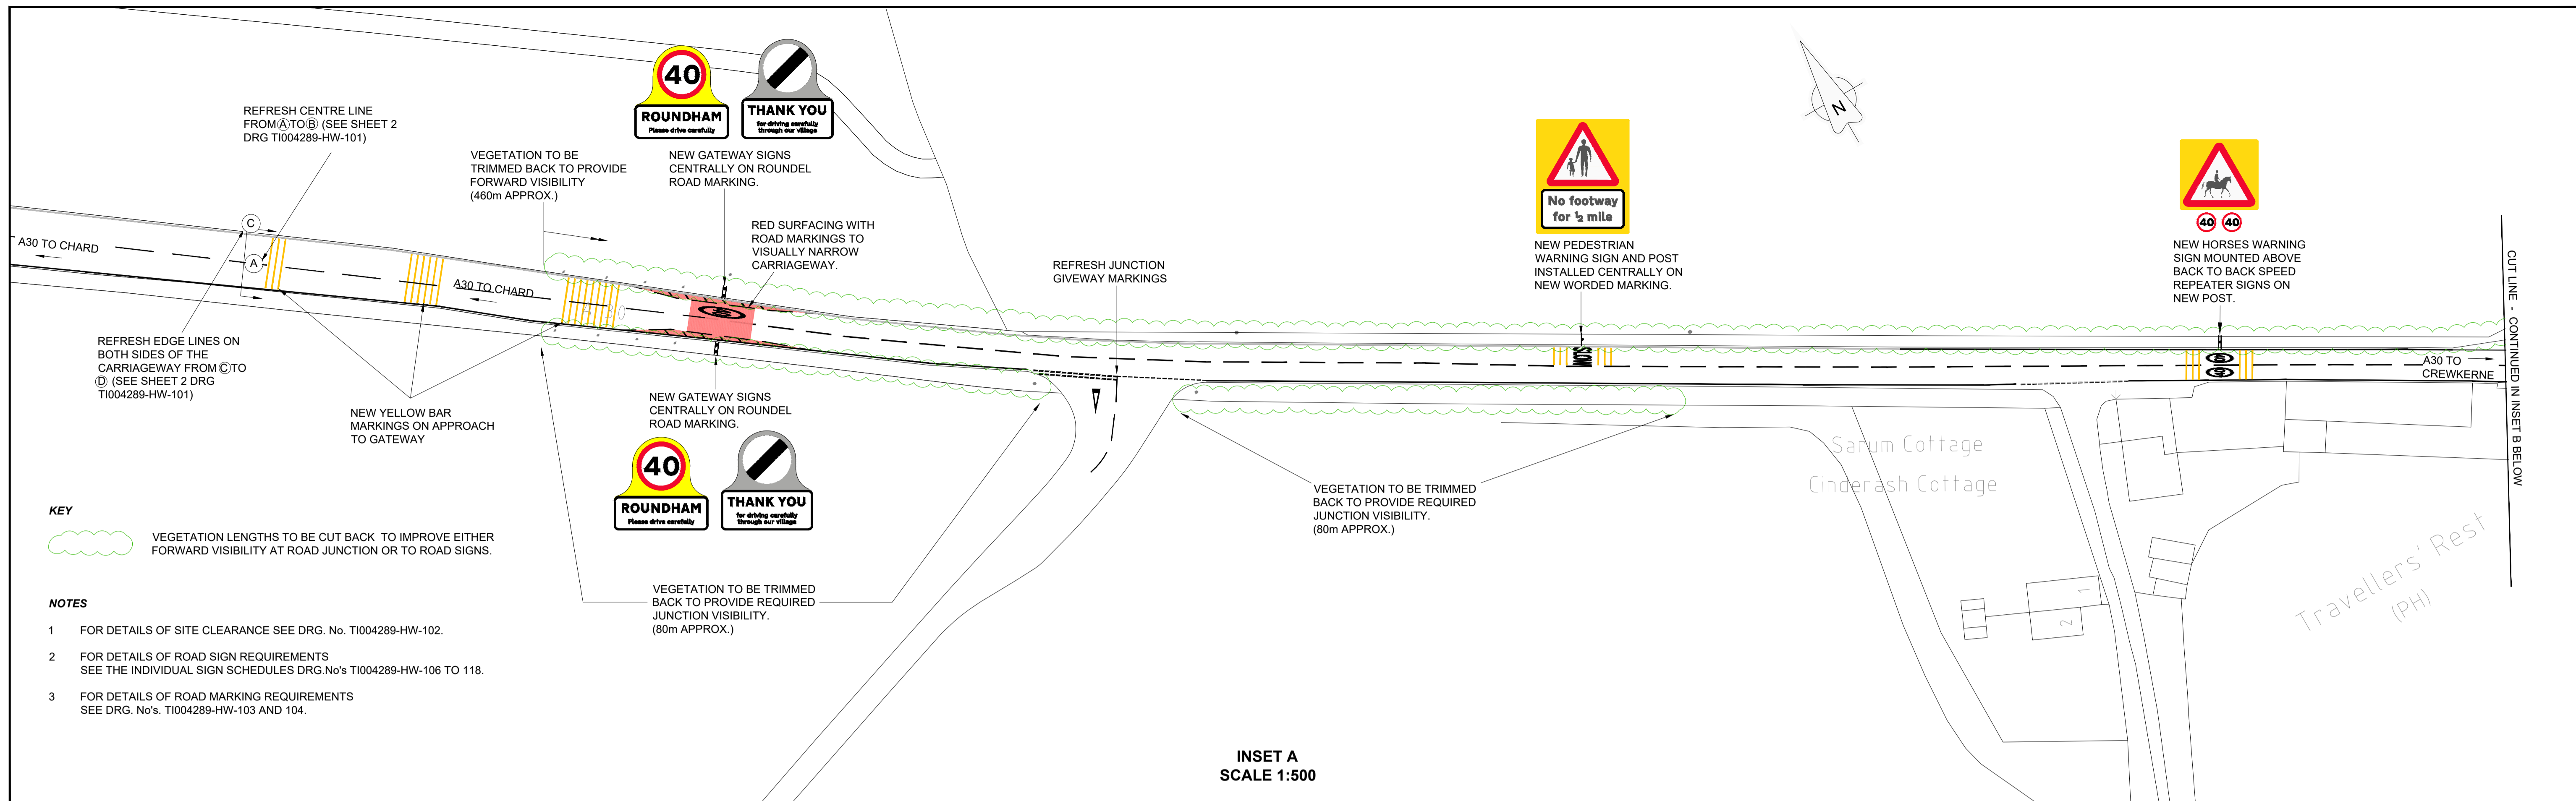 40
ROUNDHAM
Please drive carefully
THANK YOU
for driving carefully
through our village
REFRESH CENTRE LINE
FROM Ⓐ TO Ⓑ (SEE SHEET 2
DRG TI004289-HW-101)
VEGETATION TO BE
TRIMMED BACK TO PROVIDE
FORWARD VISIBILITY
(460m APPROX.)
NEW GATEWAY SIGNS
CENTRALLY ON ROUNDEL
ROAD MARKING.
RED SURFACING WITH
ROAD MARKINGS TO
VISUALLY NARROW
CARRIAGEWAY.
REFRESH JUNCTION
GIVEWAY MARKINGS
No footway
for ½ mile
NEW PEDESTRIAN
WARNING SIGN AND POST
INSTALLED CENTRALLY ON
NEW WORDED MARKING.
40 40
NEW HORSES WARNING
SIGN MOUNTED ABOVE
BACK TO BACK SPEED
REPEATER SIGNS ON
NEW POST.
N
CUT LINE - CONTINUED IN INSET B BELOW
C
A
A30 TO CHARD
A30 TO CHARD
40
SLOW
40
40
A30 TO
CREWKERNE
REFRESH EDGE LINES ON
BOTH SIDES OF THE
CARRIAGEWAY FROM Ⓒ TO
Ⓓ (SEE SHEET 2 DRG
TI004289-HW-101)
NEW YELLOW BAR
MARKINGS ON APPROACH
TO GATEWAY
NEW GATEWAY SIGNS
CENTRALLY ON ROUNDEL
ROAD MARKING.
40
ROUNDHAM
Please drive carefully
THANK YOU
for driving carefully
through our village
VEGETATION TO BE TRIMMED
BACK TO PROVIDE REQUIRED
JUNCTION VISIBILITY.
(80m APPROX.)
VEGETATION TO BE TRIMMED
BACK TO PROVIDE REQUIRED
JUNCTION VISIBILITY.
(80m APPROX.)
Sarum Cottage
Cinderash Cottage
1
2
Travellers' Rest
(PH)
KEY
VEGETATION LENGTHS TO BE CUT BACK TO IMPROVE EITHER
FORWARD VISIBILITY AT ROAD JUNCTION OR TO ROAD SIGNS.
NOTES
1 FOR DETAILS OF SITE CLEARANCE SEE DRG. No. TI004289-HW-102.
2 FOR DETAILS OF ROAD SIGN REQUIREMENTS
SEE THE INDIVIDUAL SIGN SCHEDULES DRG.No's TI004289-HW-106 TO 118.
3 FOR DETAILS OF ROAD MARKING REQUIREMENTS
SEE DRG. No's. TI004289-HW-103 AND 104.
INSET A
SCALE 1:500